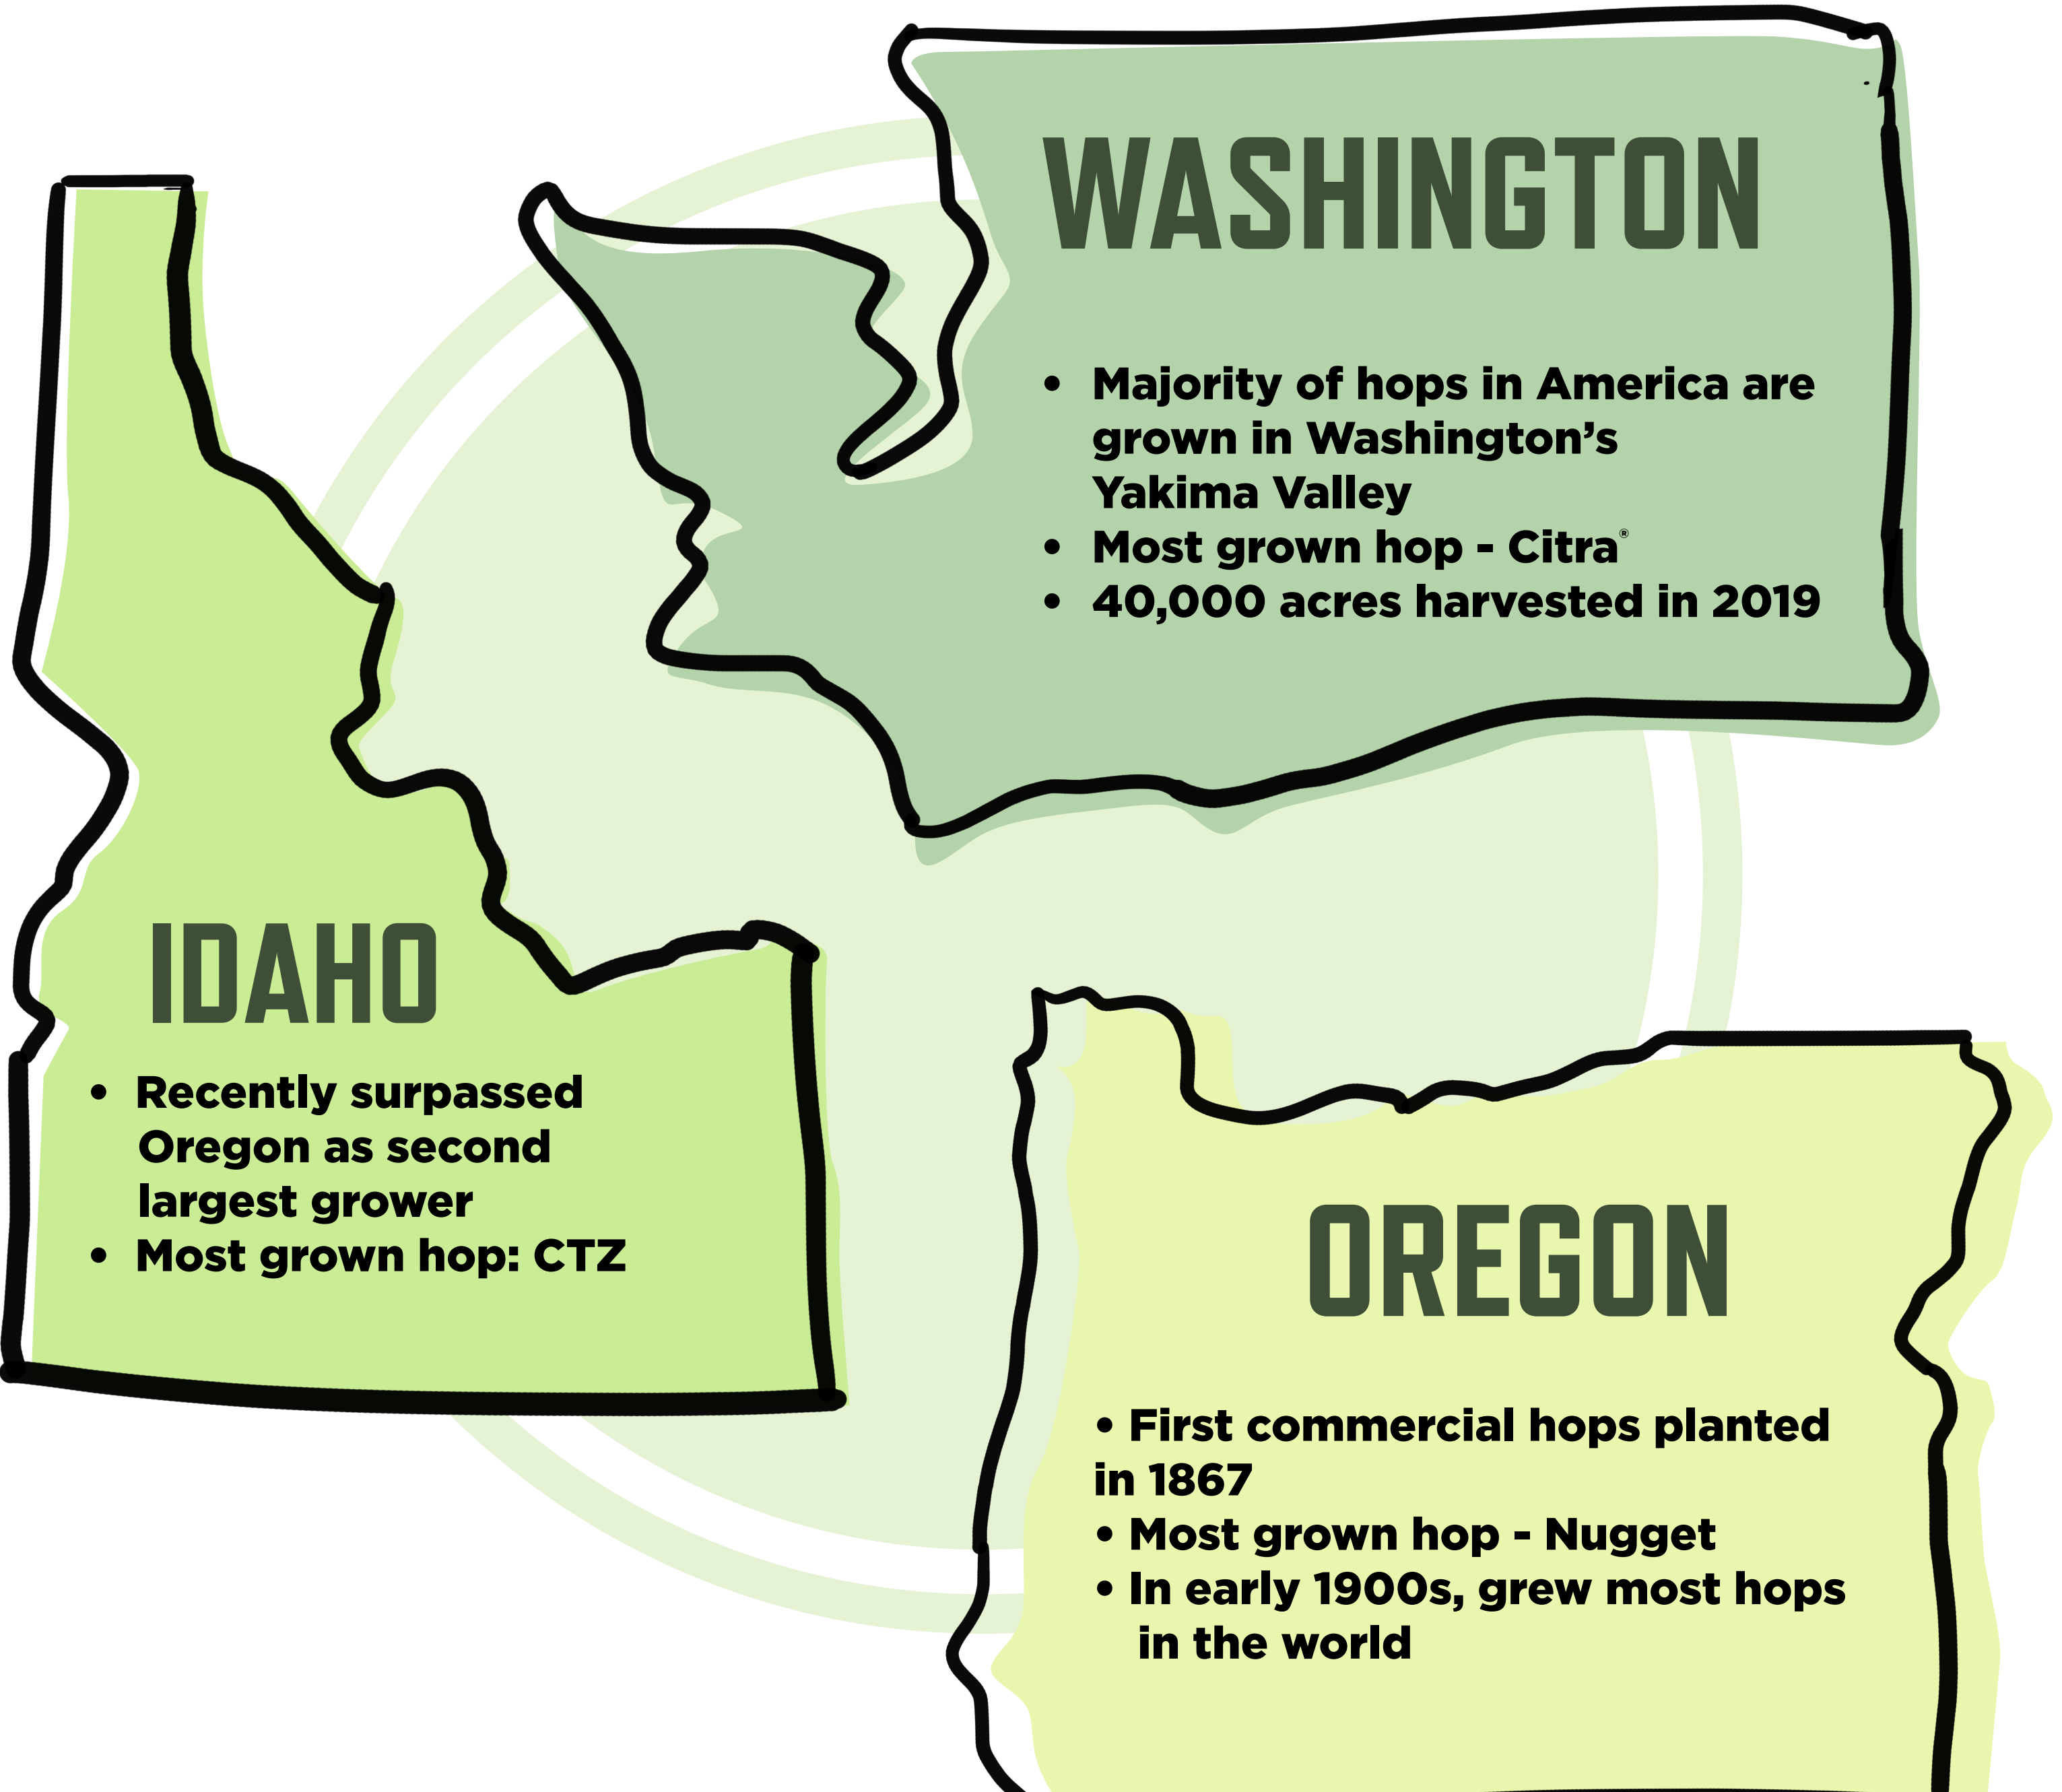 WASHINGTON
• Majority of hops in America are
grown in Washington’s
Yakima Valley
• Most grown hop - Citra®
• 40,000 acres harvested in 2019
IDAHO
• Recently surpassed
Oregon as second
largest grower
• Most grown hop: CTZ
OREGON
• First commercial hops planted
in 1867
• Most grown hop - Nugget
• In early 1900s, grew most hops
in the world